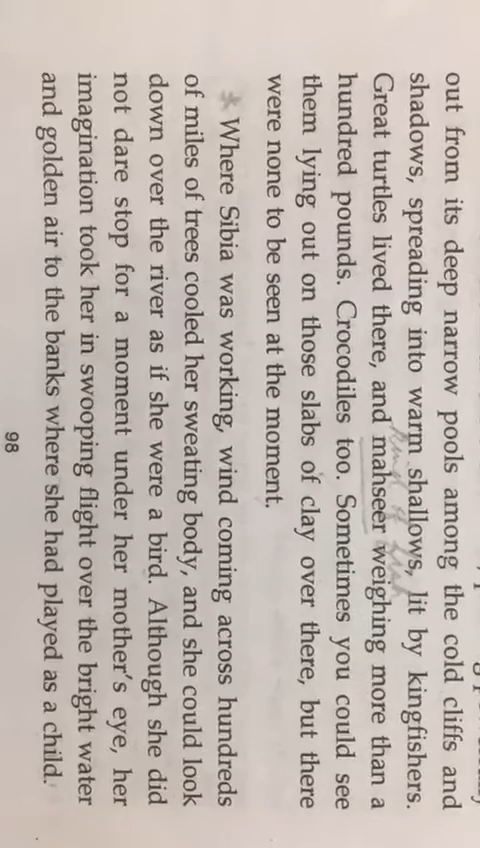 out from its deep narrow pools among the cold cliffs and
shadows, spreading into warm shallows, lit by kingfishers.
kind of fish
Great turtles lived there, and mahseer weighing more than a
hundred pounds. Crocodiles too. Sometimes you could see
them lying out on those slabs of clay over there, but there
were none to be seen at the moment.
Where Sibia was working, wind coming across hundreds
of miles of trees cooled her sweating body, and she could look
down over the river as if she were a bird. Although she did
not dare stop for a moment under her mother's eye, her
imagination took her in swooping flight over the bright water
and golden air to the banks where she had played as a child.
98